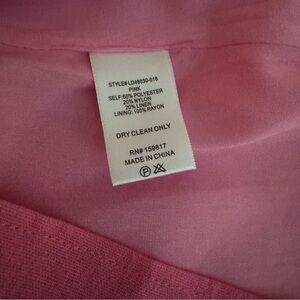 STYLE# LD48030-018
PINK
SELF: 60% POLYESTER
20% NYLON
20% LINEN
LINING: 100% RAYON
DRY CLEAN ONLY
RN# 159817
MADE IN CHINA
P